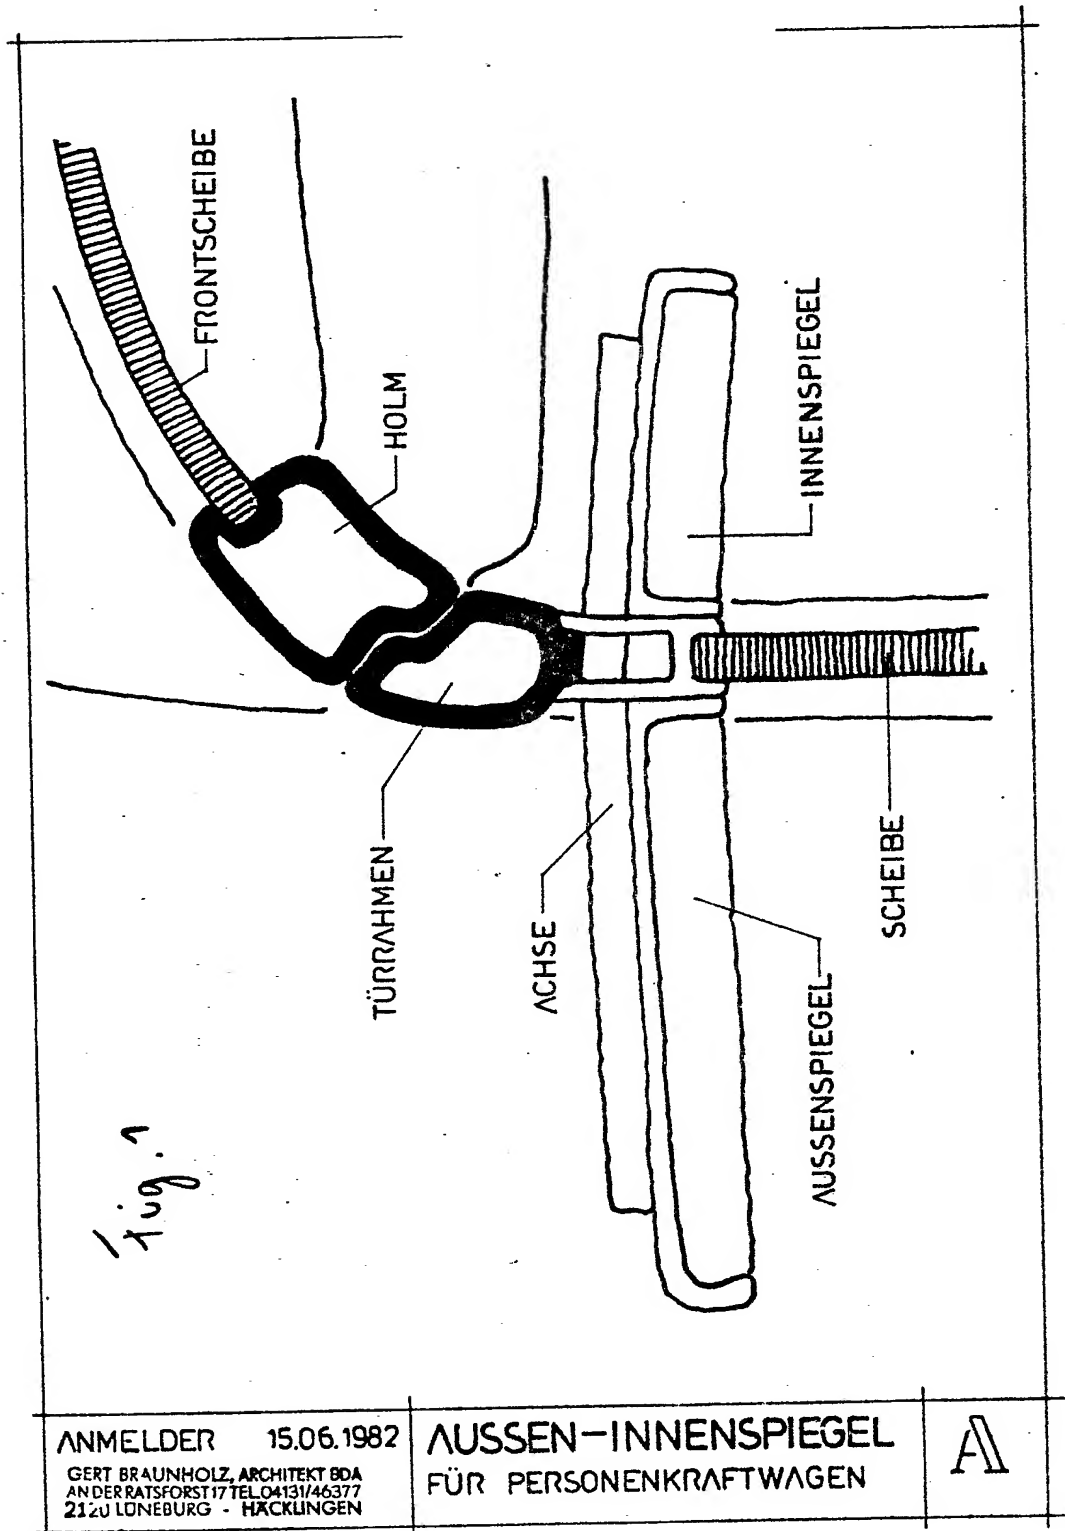 FRONTSCHEIBE
HOLM
INNENSPIEGEL
TÜRRAHMEN
ACHSE
SCHEIBE
AUSSENSPIEGEL
Fig. 1
ANMELDER 15.06.1982
GERT BRAUNHOLZ, ARCHITEKT BDA
AN DER RATSFORST 17 TEL. 04131/46377
2120 LÜNEBURG - HÄCKLINGEN
AUSSEN-INNENSPIEGEL
FÜR PERSONENKRAFTWAGEN
A